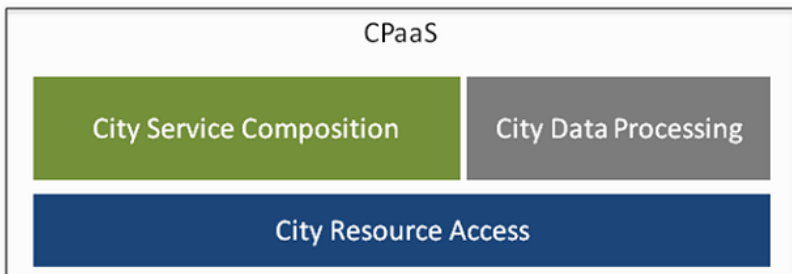 CPaaS
City Service Composition
City Data Processing
City Resource Access